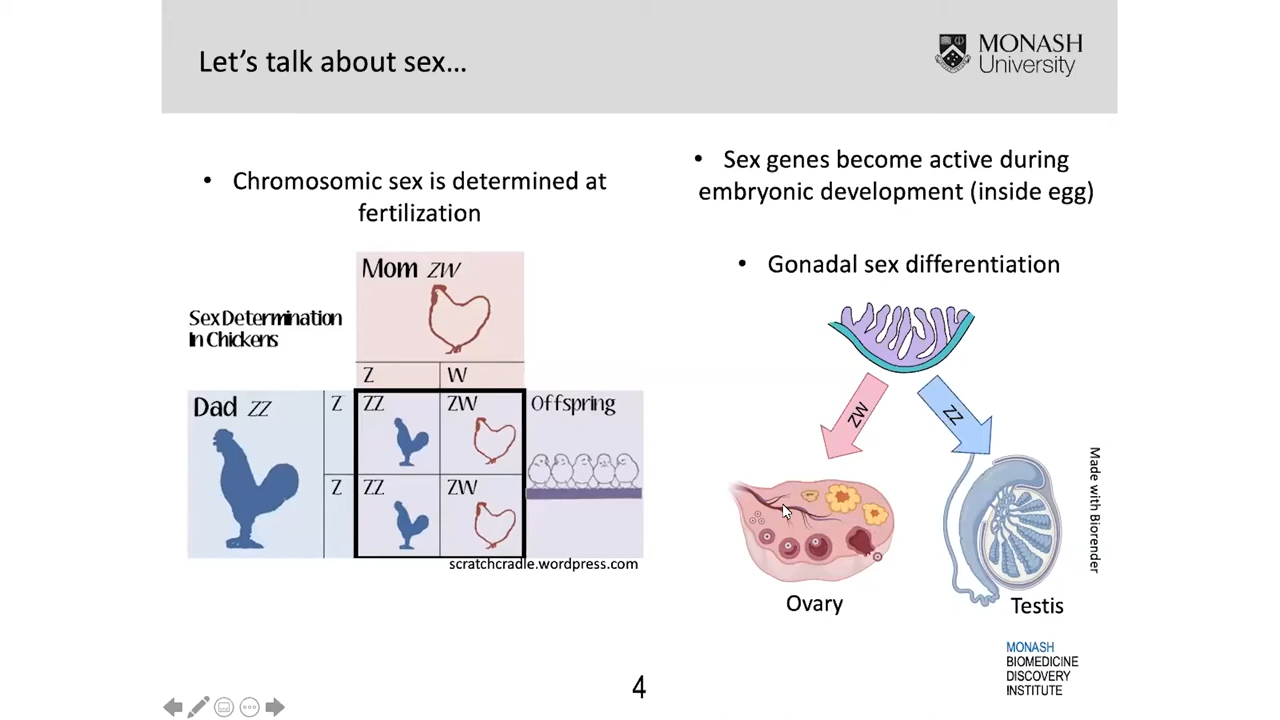 Let's talk about sex...
MONASH
University
• Chromosomic sex is determined at
fertilization
Mom ZW
Sex Determination
In Chickens
Z
W
Dad ZZ
Z
ZZ
ZW
Offspring
Z
ZZ
ZW
scratchcradle.wordpress.com
• Sex genes become active during
embryonic development (inside egg)
• Gonadal sex differentiation
ZW
ZZ
Made with Biorender
Ovary
Testis
MONASH
BIOMEDICINE
DISCOVERY
INSTITUTE
4